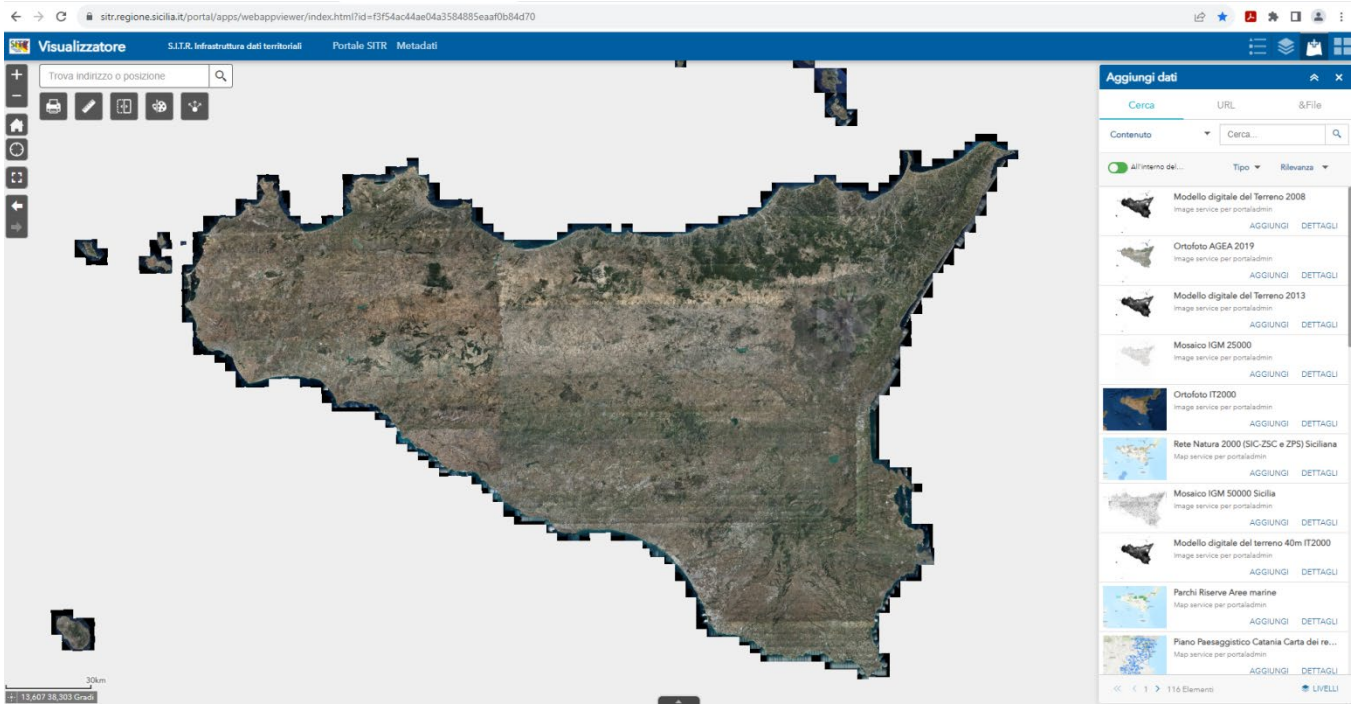 sitr.regione.sicilia.it/portal/apps/webappviewer/index.html?id=f3f54ac44ae04a3584885eaaf0b84d70
Visualizzatore S.I.T.R. Infrastruttura dati territoriali Portale SITR Metadati
Trova indirizzo o posizione
Aggiungi dati
Cerca URL &File
Contenuto Cerca...
All'interno del... Tipo Rilevanza
Modello digitale del Terreno 2008
Image service per portaladmin
AGGIUNGI DETTAGLI
Ortofoto AGEA 2019
Image service per portaladmin
AGGIUNGI DETTAGLI
Modello digitale del Terreno 2013
Image service per portaladmin
AGGIUNGI DETTAGLI
Mosaico IGM 25000
Image service per portaladmin
AGGIUNGI DETTAGLI
Ortofoto IT2000
Image service per portaladmin
AGGIUNGI DETTAGLI
Rete Natura 2000 (SIC-ZSC e ZPS) Siciliana
Map service per portaladmin
AGGIUNGI DETTAGLI
Mosaico IGM 50000 Sicilia
Image service per portaladmin
AGGIUNGI DETTAGLI
Modello digitale del terreno 40m IT2000
Image service per portaladmin
AGGIUNGI DETTAGLI
Parchi Riserve Aree marine
Map service per portaladmin
AGGIUNGI DETTAGLI
Piano Paesaggistico Catania Carta dei re...
Map service per portaladmin
AGGIUNGI DETTAGLI
1 116 Elementi LIVELLI
30km
13,607 38,303 Gradi